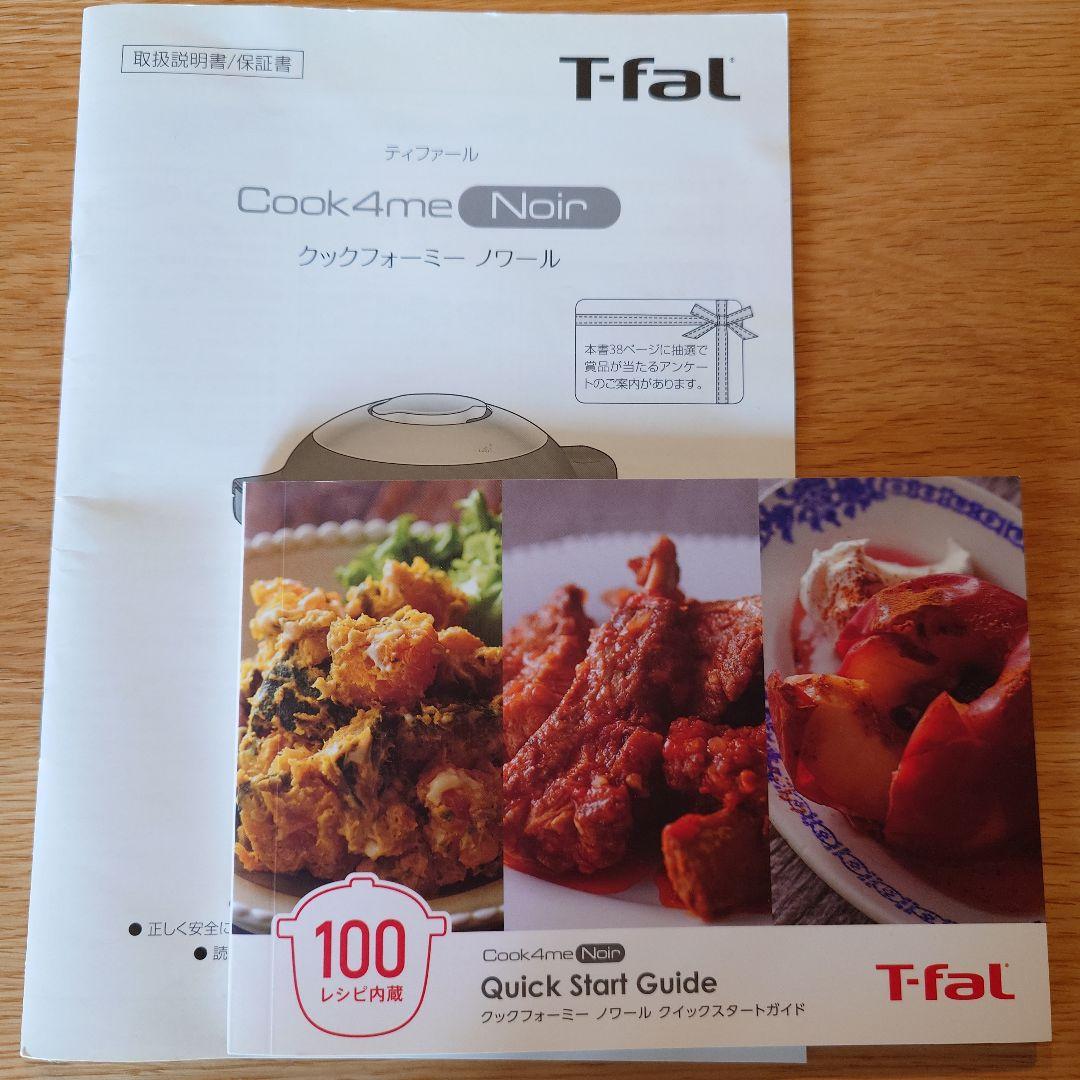 取扱説明書/保証書
T-fal
ティファール
Cook4me Noir
クックフォーミー ノワール
本書38ページに抽選で
賞品が当たるアンケー
トのご案内があります。
● 正しく安全に
● 読
100
レシピ内蔵
Cook4me Noir
Quick Start Guide
クックフォーミー ノワール クイックスタートガイド
T-fal